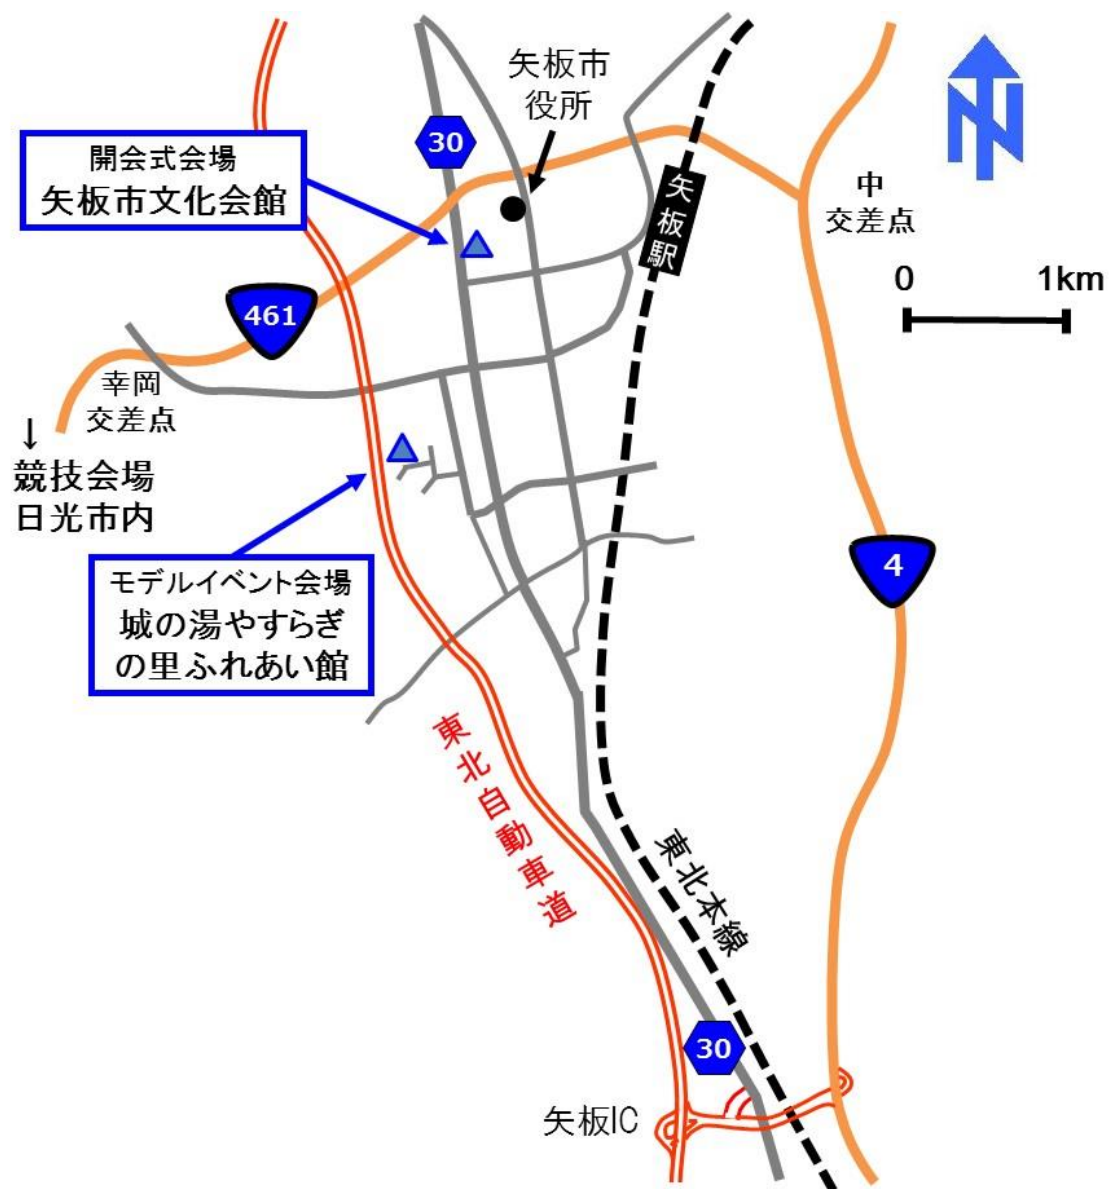 矢板市
役所
30
開会式会場
矢板市文化会館
矢板駅
中
交差点
0 1km
461
幸岡
交差点
↓
競技会場
日光市内
モデルイベント会場
城の湯やすらぎ
の里ふれあい館
4
東北自動車道
東北本線
30
矢板IC
N